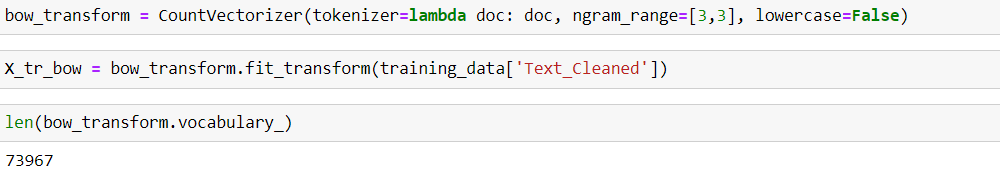 bow_transform = CountVectorizer(tokenizer=lambda doc: doc, ngram_range=[3,3], lowercase=False)
X_tr_bow = bow_transform.fit_transform(training_data['Text_Cleaned'])
len(bow_transform.vocabulary_)
73967